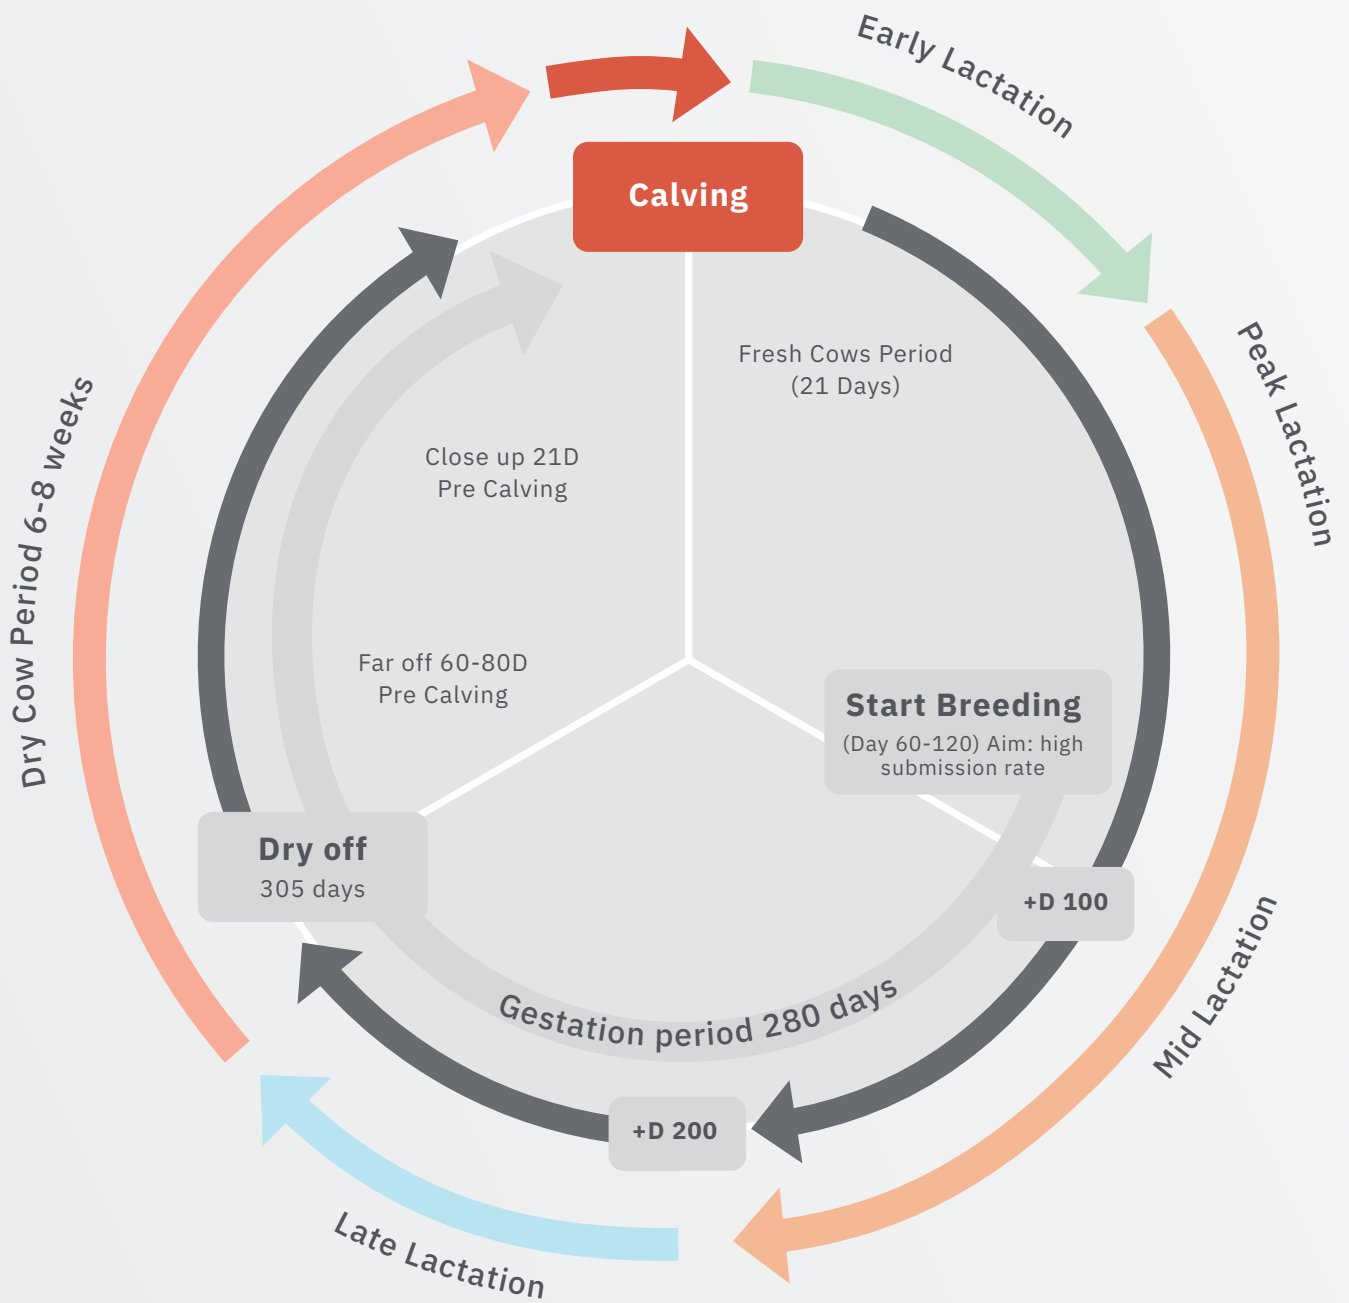 Early Lactation
Calving
Peak Lactation
Fresh Cows Period
(21 Days)
Dry Cow Period 6-8 weeks
Close up 21D
Pre Calving
Far off 60-80D
Pre Calving
Start Breeding
(Day 60-120) Aim: high
submission rate
Dry off
305 days
+D 100
Mid Lactation
Gestation period 280 days
+D 200
Late Lactation